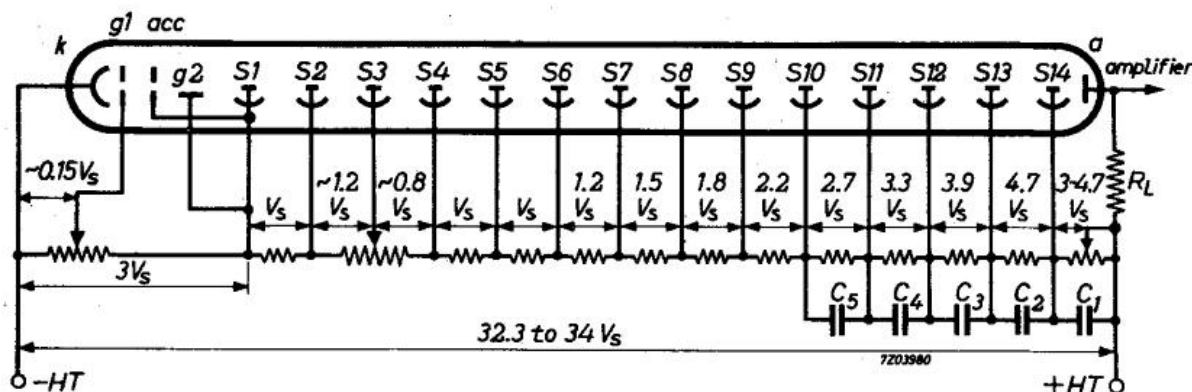 g1 acc
k
g2
S1 S2 S3 S4 S5 S6 S7 S8 S9 S10 S11 S12 S13 S14
a
amplifier
~0.15Vs
Vs
~1.2 Vs
~0.8 Vs
Vs
Vs
1.2 Vs
1.5 Vs
1.8 Vs
2.2 Vs
2.7 Vs
3.3 Vs
3.9 Vs
4.7 Vs
3-4.7 Vs
RL
3Vs
C5 C4 C3 C2 C1
32.3 to 34 Vs
7Z03980
-HT
+HT